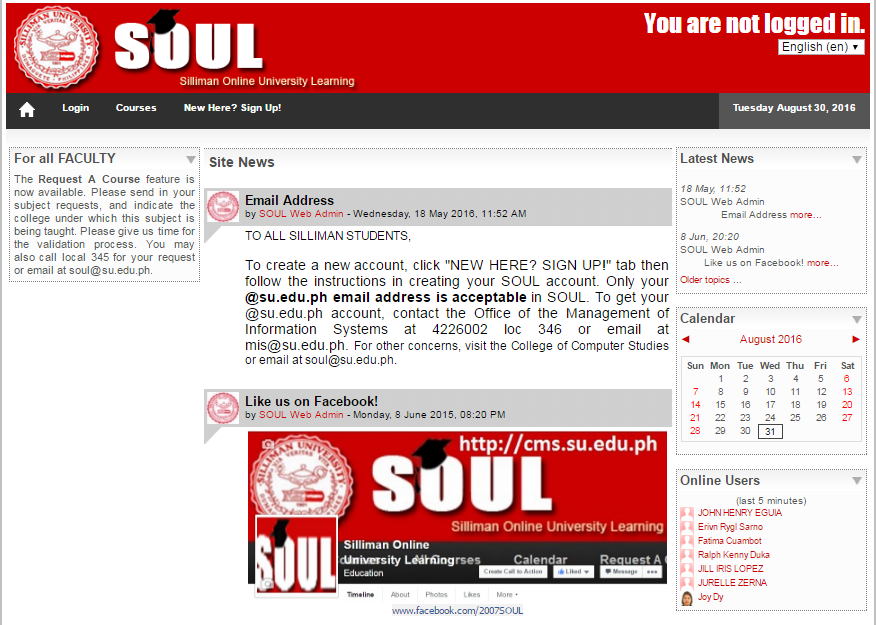 SOUL
Silliman Online University Learning
You are not logged in.
English (en)
Login Courses New Here? Sign Up! Tuesday August 30, 2016
For all FACULTY
The Request A Course feature is
now available. Please send in your
subject requests, and indicate the
college under which this subject is
being taught. Please give us time for
the validation process. You may
also call local 345 for your request
or email at soul@su.edu.ph.
Site News
Email Address
by SOUL Web Admin - Wednesday, 18 May 2016, 11:52 AM
TO ALL SILLIMAN STUDENTS,
To create a new account, click "NEW HERE? SIGN UP!" tab then
follow the instructions in creating your SOUL account. Only your
@su.edu.ph email address is acceptable in SOUL. To get your
@su.edu.ph account, contact the Office of the Management of
Information Systems at 4226002 loc 346 or email at
mis@su.edu.ph. For other concerns, visit the College of Computer Studies
or email at soul@su.edu.ph.
Like us on Facebook!
by SOUL Web Admin - Monday, 8 June 2015, 08:20 PM
http://cms.su.edu.ph
SOUL
Silliman Online University Learning
SOUL
Silliman Online
University Learning
Education
Calendar Request A
Create Call to Action Liked Message
Timeline About Photos Likes More
www.facebook.com/2007SOUL
Latest News
18 May, 11:52
SOUL Web Admin
Email Address more...
8 Jun, 20:20
SOUL Web Admin
Like us on Facebook! more...
Older topics ...
Calendar
August 2016
Sun Mon Tue Wed Thu Fri Sat
1 2 3 4 5 6
7 8 9 10 11 12 13
14 15 16 17 18 19 20
21 22 23 24 25 26 27
28 29 30 31
Online Users
(last 5 minutes)
JOHN HENRY EGUIA
Erivn Rygl Sarno
Fatima Cuambot
Ralph Kenny Duka
JILL IRIS LOPEZ
JURELLE ZERNA
Joy Dy